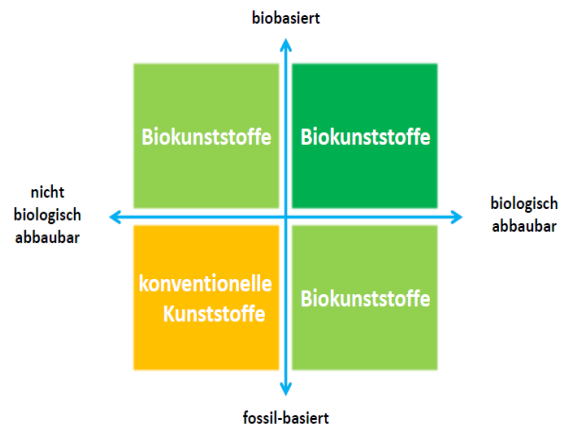 biobasiert
Biokunststoffe
Biokunststoffe
nicht
biologisch
abbaubar
biologisch
abbaubar
konventionelle
Kunststoffe
Biokunststoffe
fossil-basiert